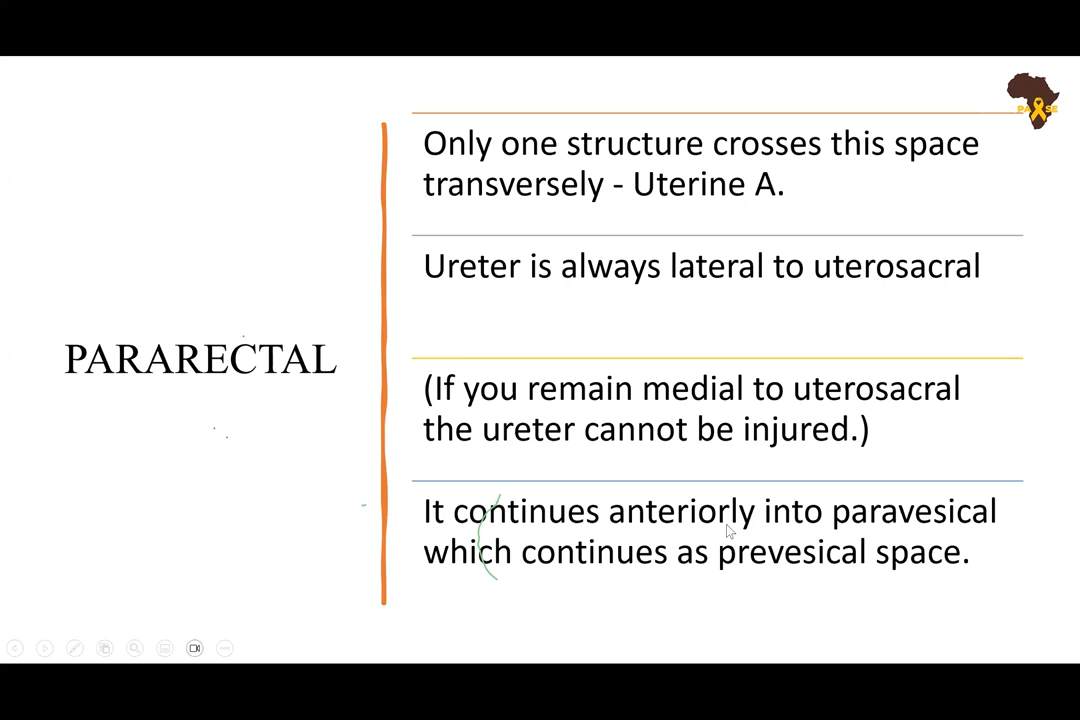 PARARECTAL
Only one structure crosses this space
transversely - Uterine A.
Ureter is always lateral to uterosacral
(If you remain medial to uterosacral
the ureter cannot be injured.)
It continues anteriorly into paravesical
which continues as prevesical space.